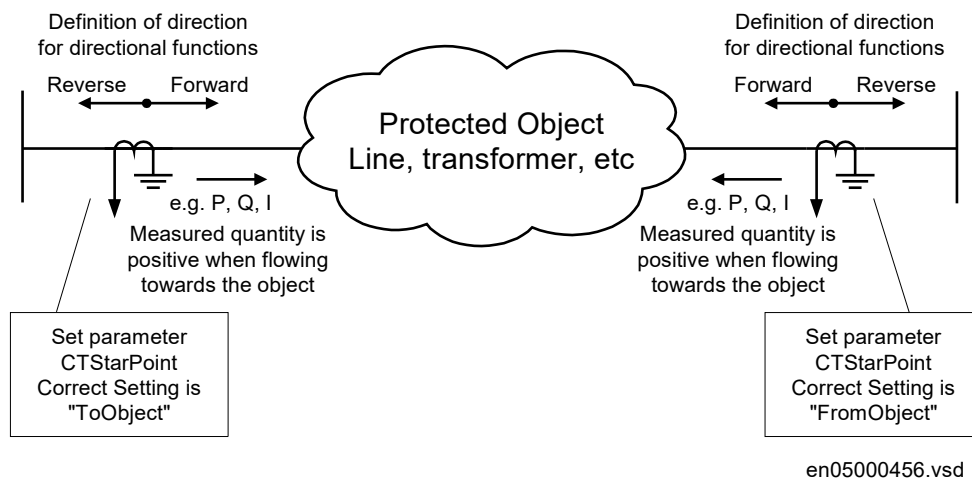 Definition of direction
for directional functions
Reverse
Forward
Definition of direction
for directional functions
Forward
Reverse
Protected Object
Line, transformer, etc
e.g. P, Q, I
Measured quantity is
positive when flowing
towards the object
e.g. P, Q, I
Measured quantity is
positive when flowing
towards the object
Set parameter
CTStarPoint
Correct Setting is
"ToObject"
Set parameter
CTStarPoint
Correct Setting is
"FromObject"
en05000456.vsd